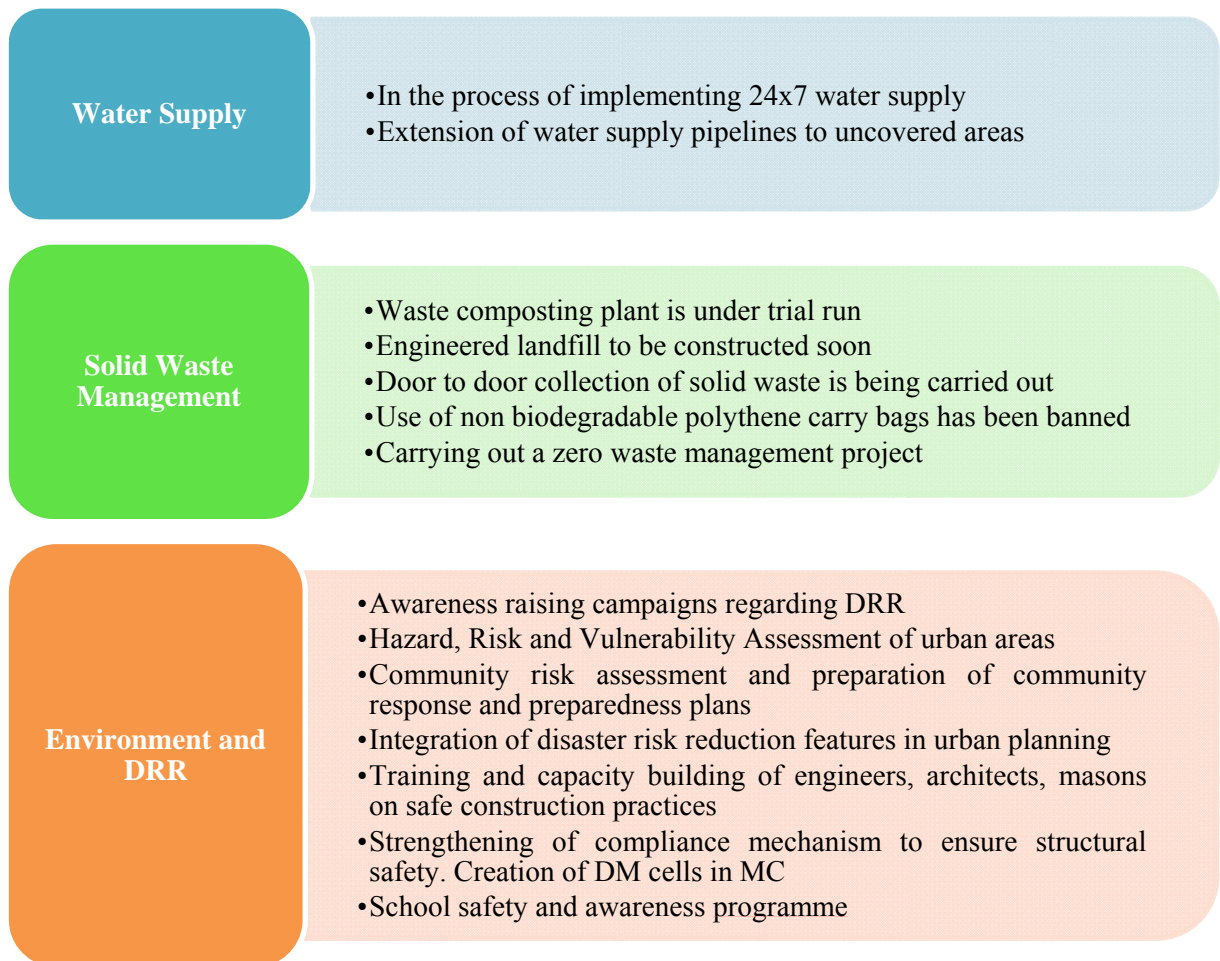 Water Supply
•In the process of implementing 24x7 water supply
•Extension of water supply pipelines to uncovered areas
Solid Waste
Management
•Waste composting plant is under trial run
•Engineered landfill to be constructed soon
•Door to door collection of solid waste is being carried out
•Use of non biodegradable polythene carry bags has been banned
•Carrying out a zero waste management project
Environment and
DRR
•Awareness raising campaigns regarding DRR
•Hazard, Risk and Vulnerability Assessment of urban areas
•Community risk assessment and preparation of community
response and preparedness plans
•Integration of disaster risk reduction features in urban planning
•Training and capacity building of engineers, architects, masons
on safe construction practices
•Strengthening of compliance mechanism to ensure structural
safety. Creation of DM cells in MC
•School safety and awareness programme